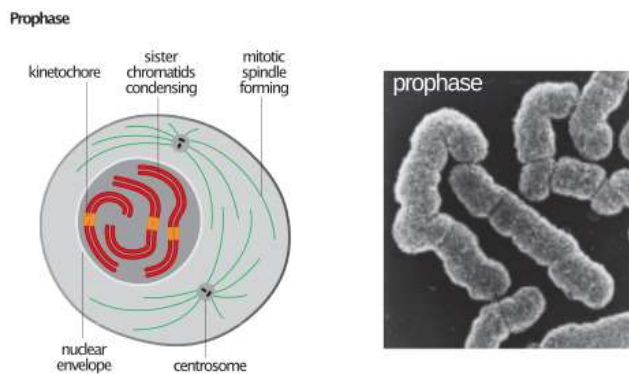 Prophase
kinetochore
sister
chromatids
condensing
mitotic
spindle
forming
prophase
nuclear
envelope
centrosome